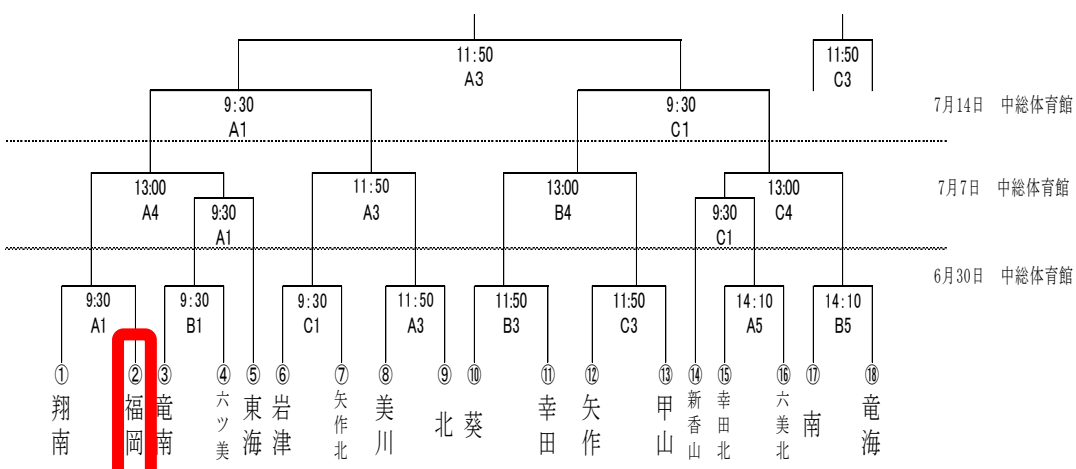 11:50
A3
11:50
C3
9:30
A1
9:30
C1
7月14日 中総体育館
13:00
A4
9:30
A1
11:50
A3
13:00
B4
9:30
C1
13:00
C4
7月7日 中総体育館
6月30日 中総体育館
9:30
A1
9:30
B1
9:30
C1
11:50
A3
11:50
B3
11:50
C3
14:10
A5
14:10
B5
① 翔南
② 福岡
③ 竜南
④ 六ツ美
⑤ 東海
⑥ 岩津
⑦ 矢作北
⑧ 美川
⑨ 北
⑩ 葵
⑪ 幸田
⑫ 矢作
⑬ 甲山
⑭ 新香山
⑮ 幸田北
⑯ 六美北
⑰ 南
⑱ 竜海